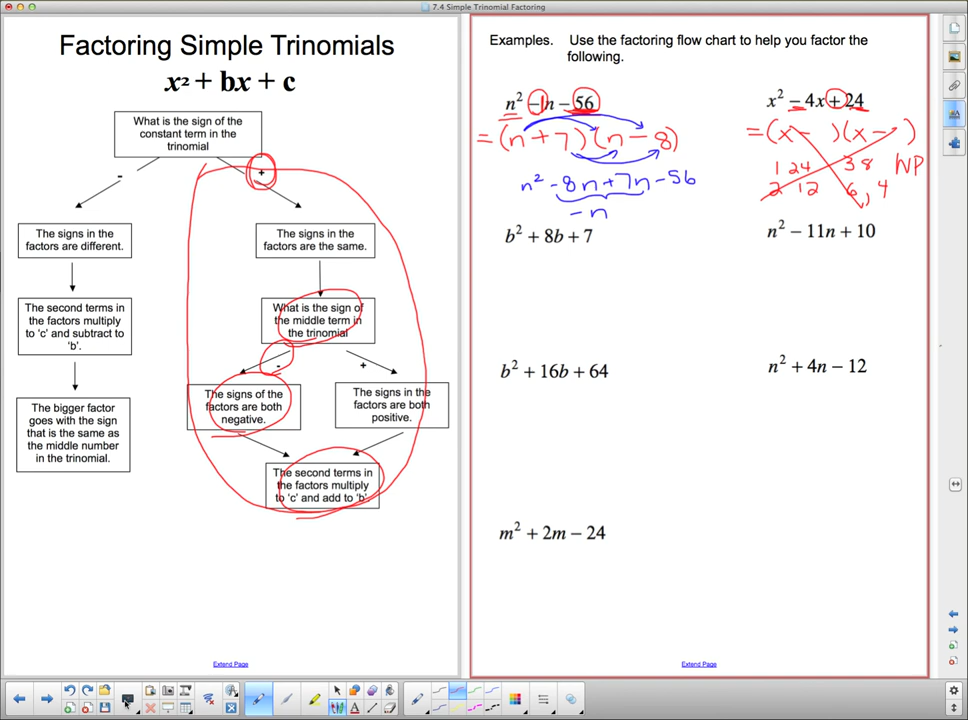 7.4 Simple Trinomial Factoring
Factoring Simple Trinomials
x² + bx + c
What is the sign of the
constant term in the
trinomial
-
+
The signs in the
factors are different.
The signs in the
factors are the same.
The second terms in
the factors multiply
to 'c' and subtract to
'b'.
What is the sign of
the middle term in
the trinomial
-
+
The bigger factor
goes with the sign
that is the same as
the middle number
in the trinomial.
The signs of the
factors are both
negative.
The signs in the
factors are both
positive.
The second terms in
the factors multiply
to 'c' and add to 'b'.
Extend Page
Examples. Use the factoring flow chart to help you factor the
following.
n² - 1n - 56
= (n + 7)(n - 8)
n² - 8n + 7n - 56
- n
x² - 4x + 24
= (x - )(x - )
1 24 3 8 NP
2 12 6, 4
b² + 8b + 7
n² - 11n + 10
b² + 16b + 64
n² + 4n - 12
m² + 2m - 24
Extend Page